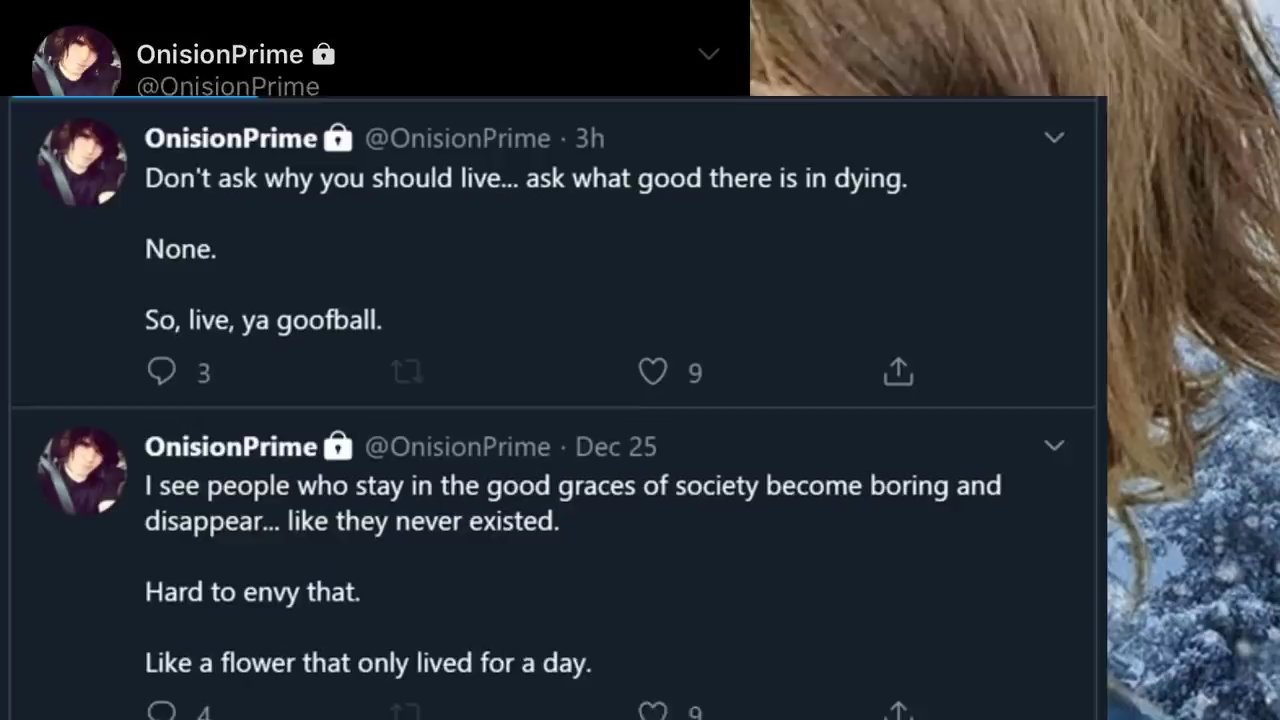 OnisionPrime
@OnisionPrime
OnisionPrime @OnisionPrime · 3h
Don't ask why you should live... ask what good there is in dying.
None.
So, live, ya goofball.
3 9
OnisionPrime @OnisionPrime · Dec 25
I see people who stay in the good graces of society become boring and
disappear... like they never existed.
Hard to envy that.
Like a flower that only lived for a day.
4 9